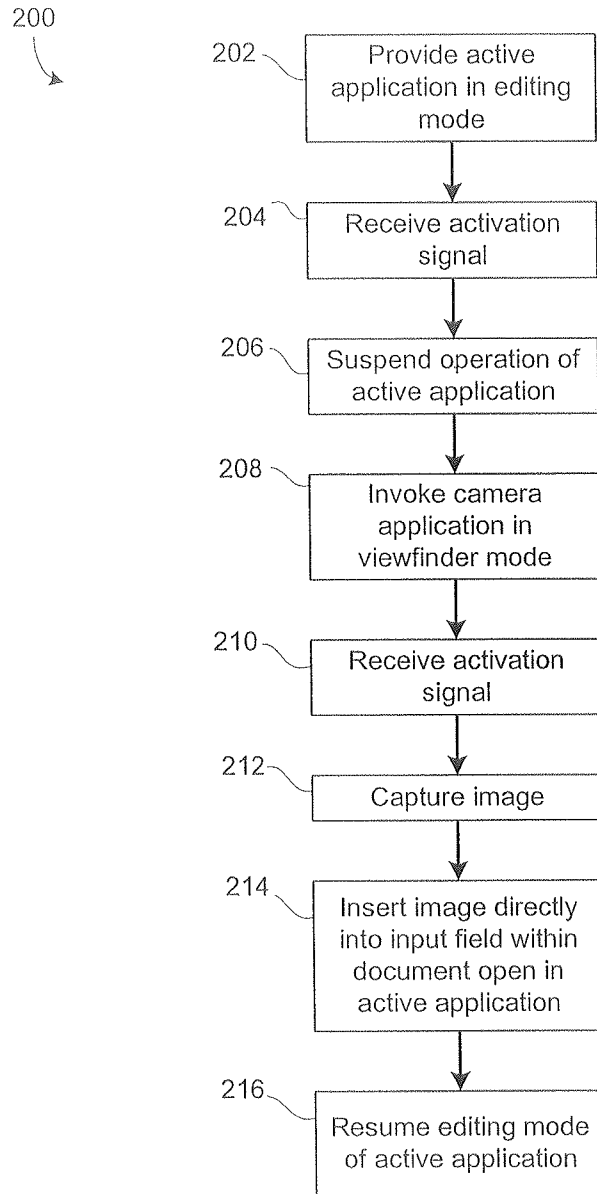 200
202
Provide active
application in editing
mode
204
Receive activation
signal
206
Suspend operation of
active application
208
Invoke camera
application in
viewfinder mode
210
Receive activation
signal
212
Capture image
214
Insert image directly
into input field within
document open in
active application
216
Resume editing mode
of active application